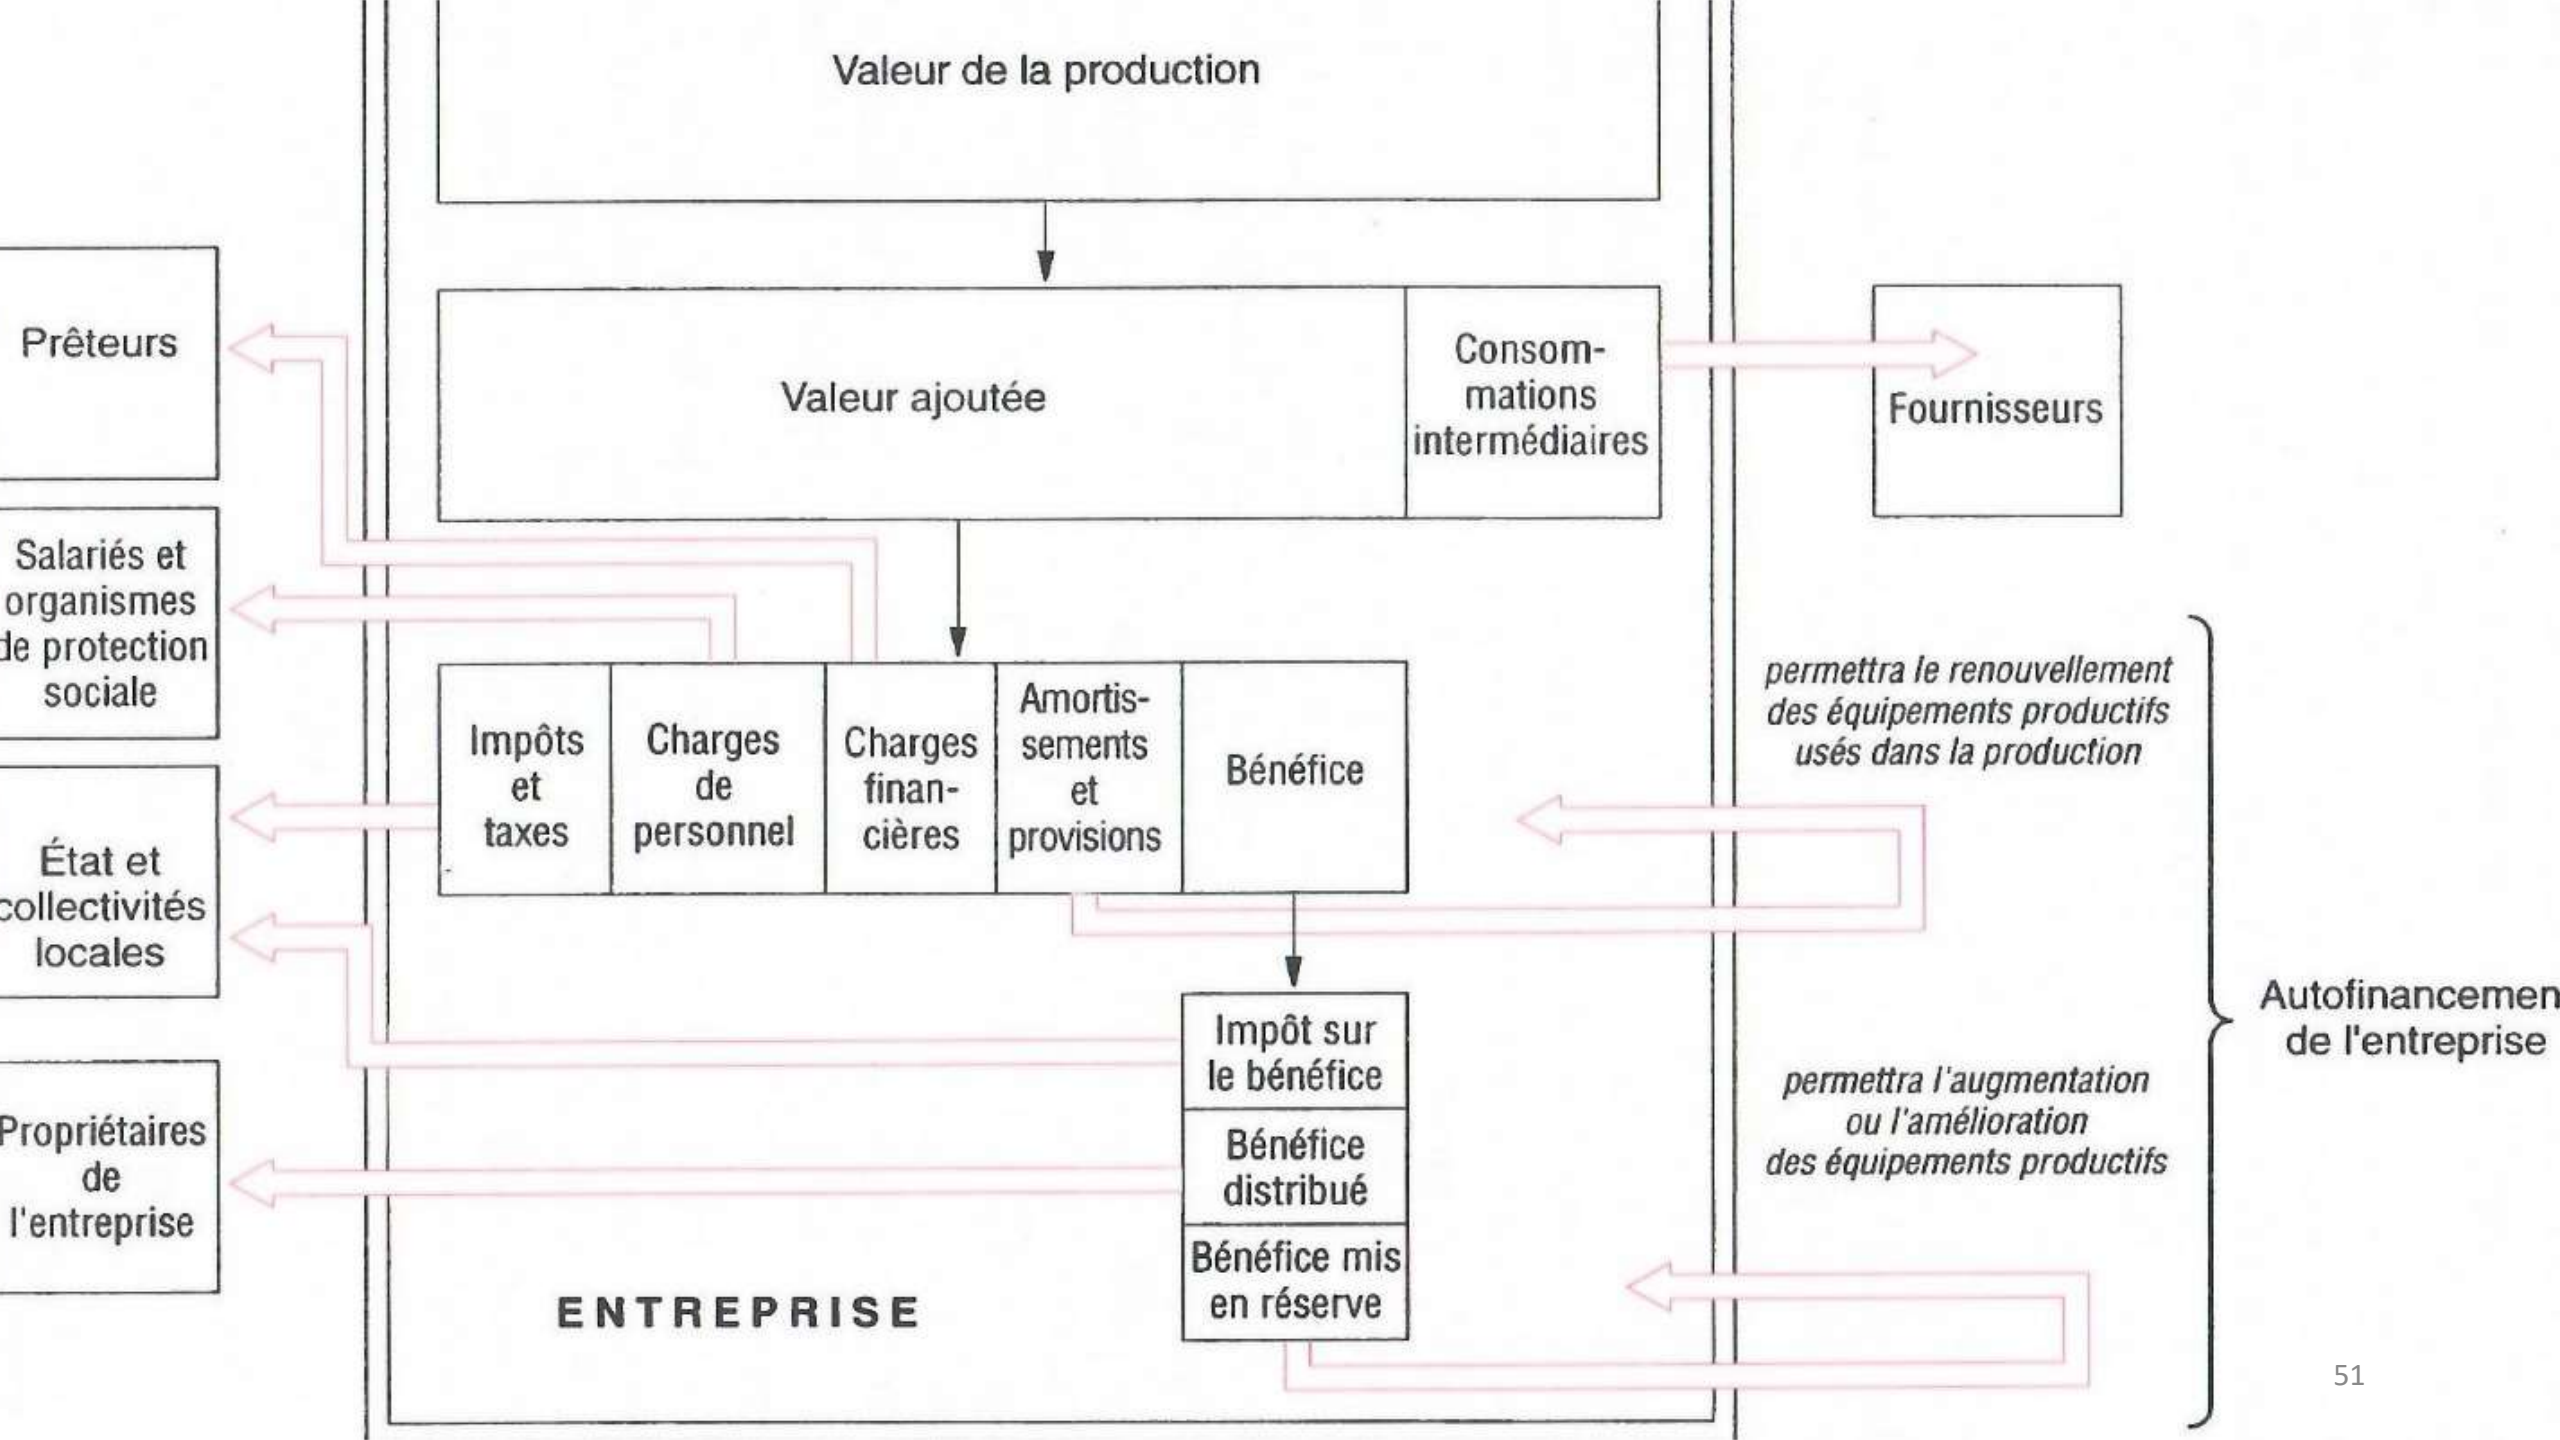 Valeur de la production
Prêteurs
Valeur ajoutée
Consom-
mations
intermédiaires
Fournisseurs
Salariés et
organismes
de protection
sociale
Impôts
et
taxes
Charges
de
personnel
Charges
finan-
cières
Amortis-
sements
et
provisions
Bénéfice
permettra le renouvellement
des équipements productifs
usés dans la production
État et
collectivités
locales
Impôt sur
le bénéfice
Bénéfice
distribué
Bénéfice mis
en réserve
Propriétaires
de
l'entreprise
permettra l'augmentation
ou l'amélioration
des équipements productifs
Autofinancemen
de l'entreprise
ENTREPRISE
51